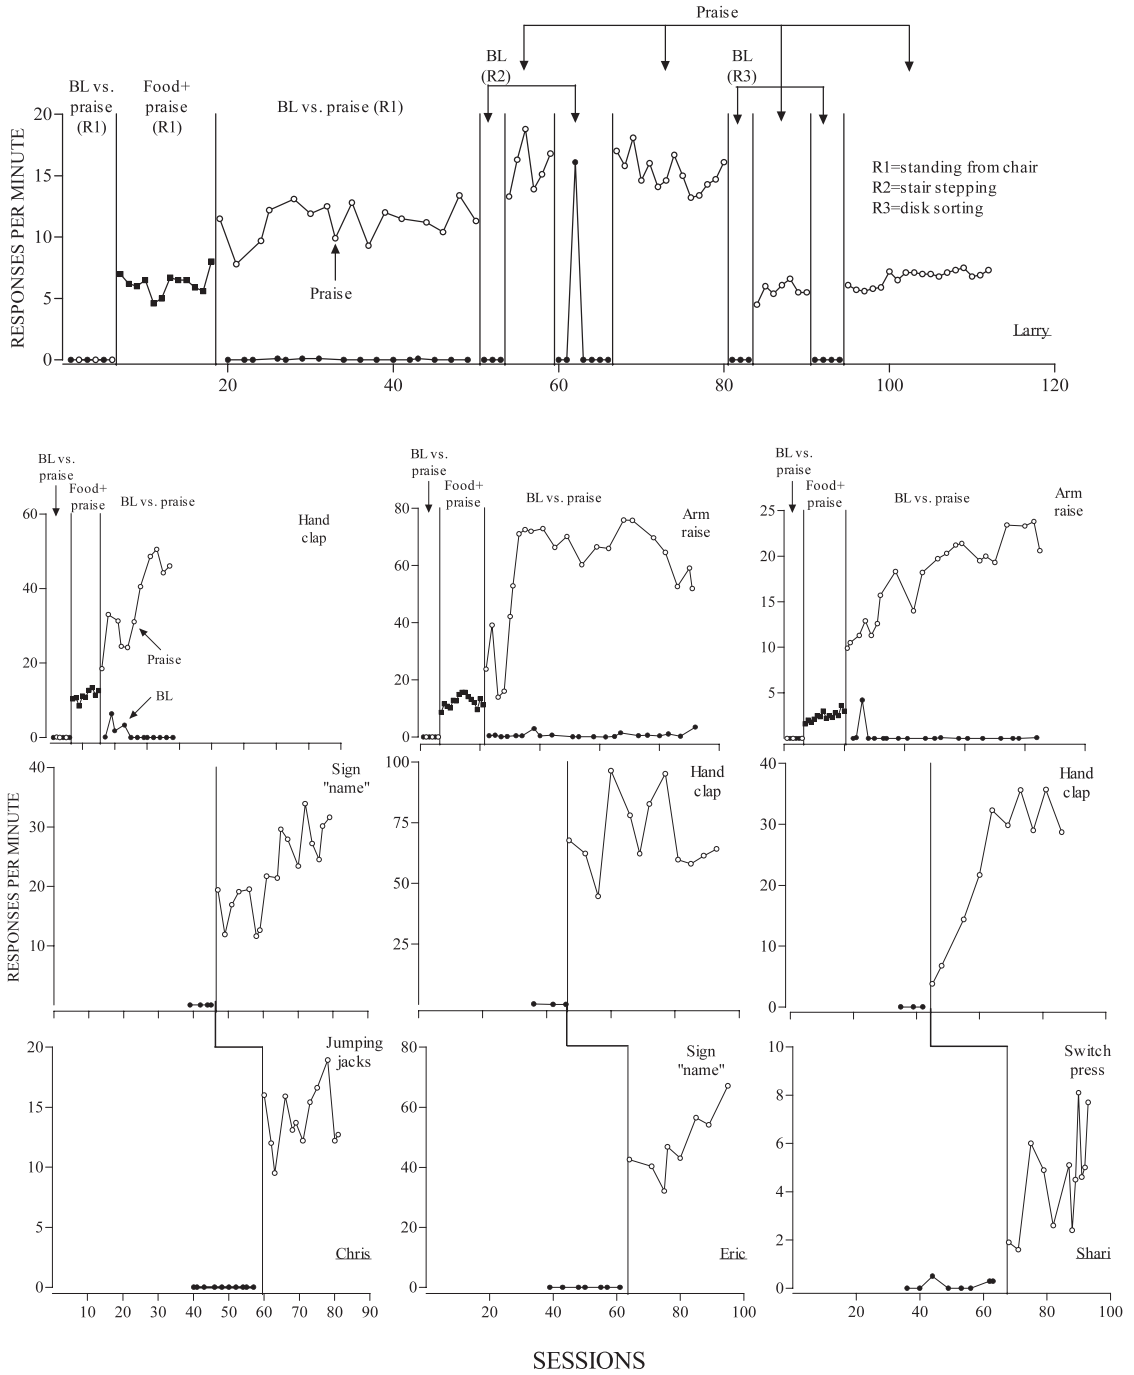 Praise
BL
(R2)
BL
(R3)
BL vs.
praise
(R1)
Food+
praise
(R1)
BL vs. praise (R1)
20
15
10
5
0
RESPONSES PER MINUTE
R1=standing from chair
R2=stair stepping
R3=disk sorting
Praise
Larry
20
40
60
80
100
120
BL vs.
praise
Food+
praise
BL vs. praise
Hand
clap
60
40
20
0
Praise
BL
BL vs.
praise
Food+
praise
BL vs. praise
Arm
raise
80
60
40
20
0
BL vs.
praise
Food+
praise
BL vs. praise
Arm
raise
25
20
15
10
5
RESPONSES PER MINUTE
40
30
20
10
Sign
"name"
100
75
50
25
Hand
clap
40
30
20
10
0
Hand
clap
20
15
10
5
0
Jumping
jacks
Chris
10
20
30
40
50
60
70
80
90
80
60
40
20
0
Sign
"name"
Eric
20
40
60
80
100
10
8
6
4
2
0
Switch
press
Shari
20
40
60
80
100
SESSIONS